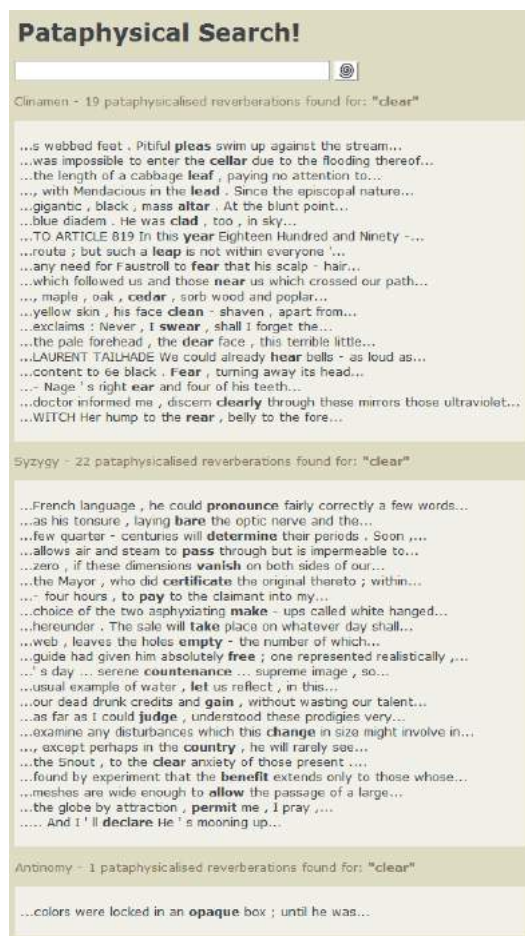 Pataphysical Search!
Clinamen - 19 pataphysicalised reverberations found for: "clear"
...s webbed feet . Pitiful pleas swim up against the stream...
...was impossible to enter the cellar due to the flooding thereof...
...the length of a cabbage leaf , paying no attention to...
..., with Mendacious in the lead . Since the episcopal nature...
...gigantic , black , mass altar . At the blunt point...
...blue diadem . He was clad , too , in sky...
...TO ARTICLE 819 In this year Eighteen Hundred and Ninety -...
...route ; but such a leap is not within everyone '...
...any need for Faustroll to fear that his scalp - hair...
...which followed us and those near us which crossed our path...
..., maple , oak , cedar , sorb wood and poplar...
...yellow skin , his face clean - shaven , apart from...
...exclaims : Never , I swear , shall I forget the...
...the pale forehead , the dear face , this terrible little...
...LAURENT TAILHADE We could already hear bells - as loud as...
...content to 6e black . Fear , turning away its head...
...- Nage ' s right ear and four of his teeth...
...doctor informed me , discern clearly through these mirrors those ultraviolet...
...WITCH Her hump to the rear , belly to the fore...
Syzygy - 22 pataphysicalised reverberations found for: "clear"
...French language , he could pronounce fairly correctly a few words...
...as his tonsure , laying bare the optic nerve and the...
...few quarter - centuries will determine their periods . Soon ,...
...allows air and steam to pass through but is impermeable to...
...zero , if these dimensions vanish on both sides of our...
...the Mayor , who did certificate the original thereto ; within...
...- four hours , to pay to the claimant into my...
...choice of the two asphyxiating make - ups called white hanged...
...hereunder . The sale will take place on whatever day shall...
...web , leaves the holes empty - the number of which...
...guide had given him absolutely free ; one represented realistically ,...
...' s day ... serene countenance ... supreme image , so...
...usual example of water , let us reflect , in this...
...our dead drunk credits and gain , without wasting our talent...
...as far as I could judge , understood these prodigies very...
...examine any disturbances which this change in size might involve in...
..., except perhaps in the country , he will rarely see...
...the Snout , to the clear anxiety of those present ....
...found by experiment that the benefit extends only to those whose...
...meshes are wide enough to allow the passage of a large...
...the globe by attraction , permit me , I pray ,...
..... And I ' ll declare He ' s mooning up...
Antinomy - 1 pataphysicalised reverberations found for: "clear"
...colors were locked in an opaque box ; until he was...